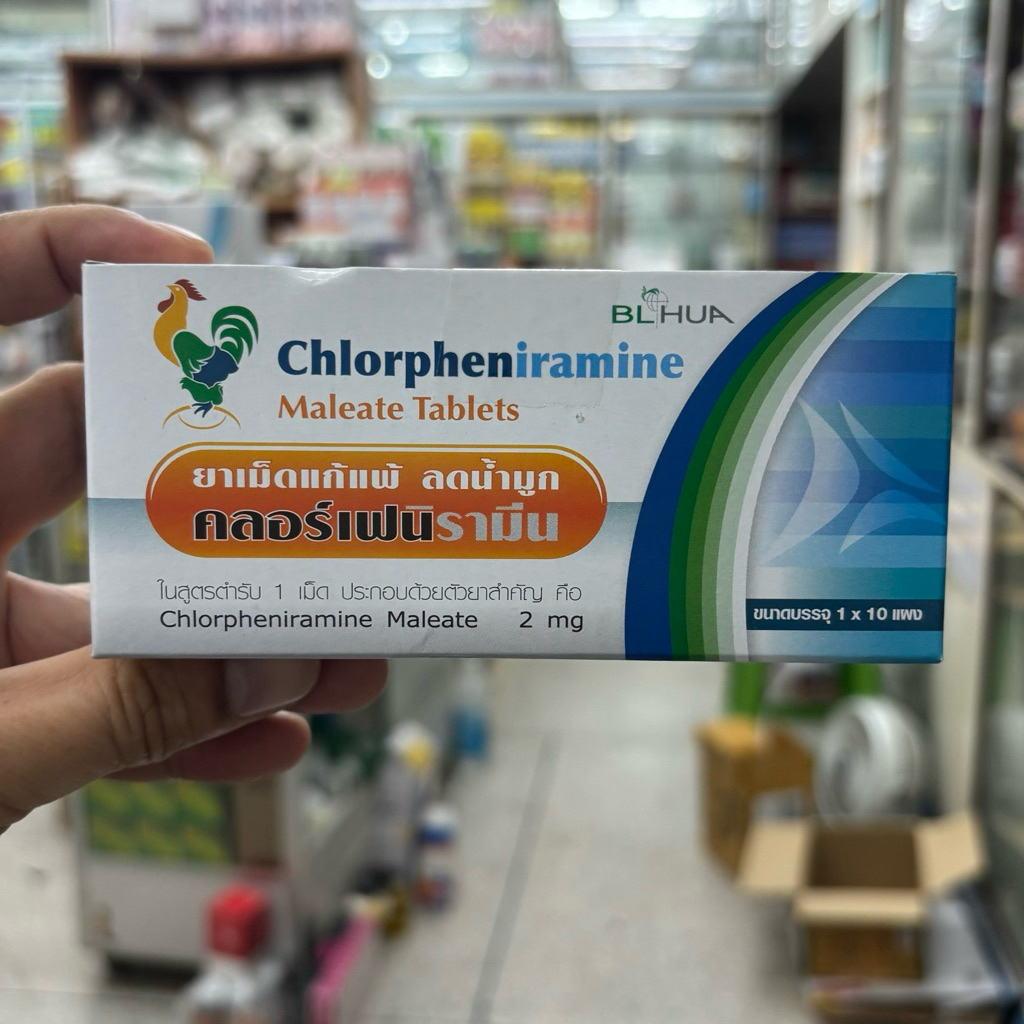 BLHUA
Chlorpheniramine
Maleate Tablets
ยาเม็ดแก้แพ้ ลดน้ำมูก
คลอร์เฟนิรามีน
ในสูตรตำรับ 1 เม็ด ประกอบด้วยตัวยาสำคัญ คือ
Chlorpheniramine Maleate 2 mg
ขนาดบรรจุ 1 x 10 แผง